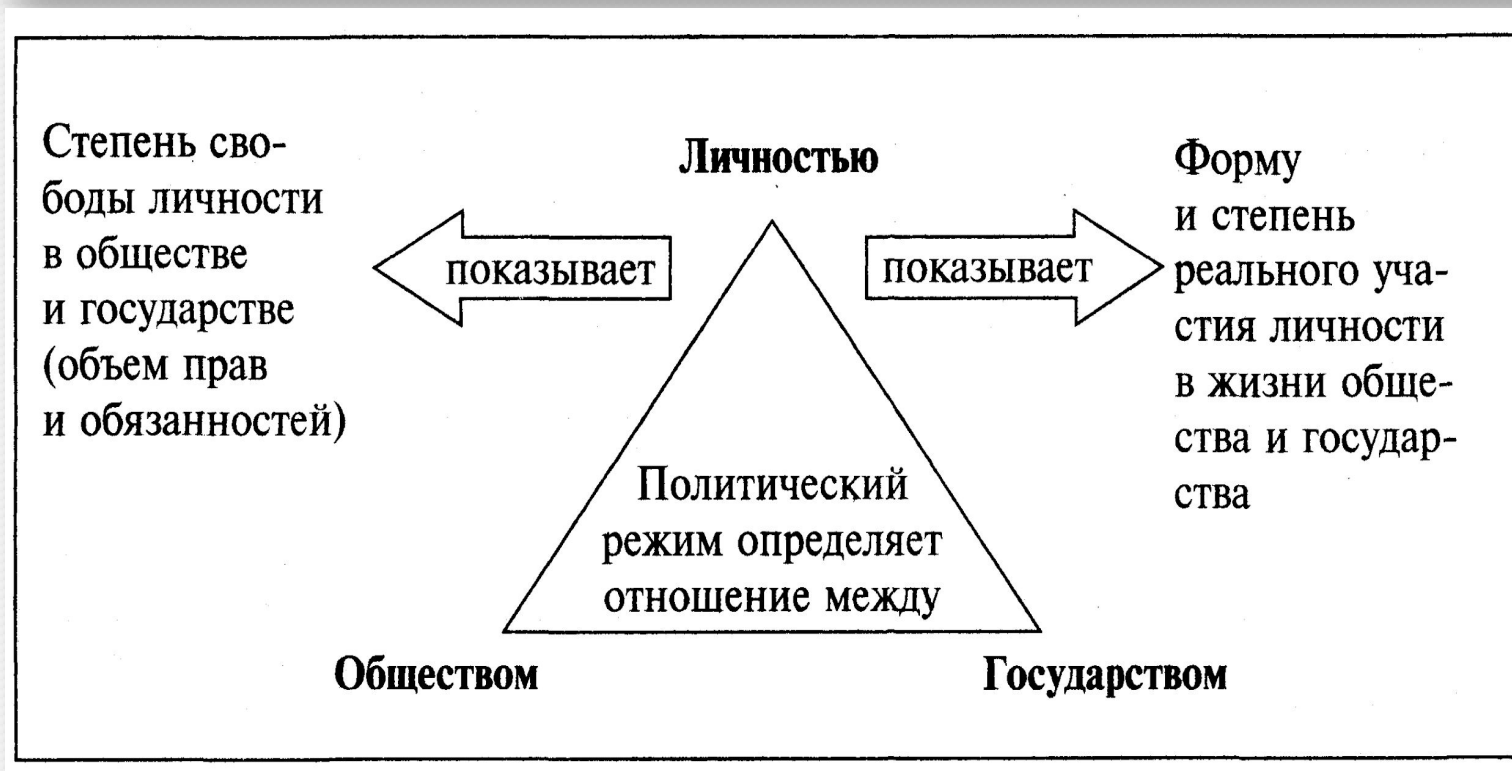 Степень сво-
боды личности
в обществе
и государстве
(объем прав
и обязанностей)
показывает
Личностью
показывает
Форму
и степень
реального уча-
стия личности
в жизни обще-
ства и государ-
ства
Политический
режим определяет
отношение между
Обществом
Государством